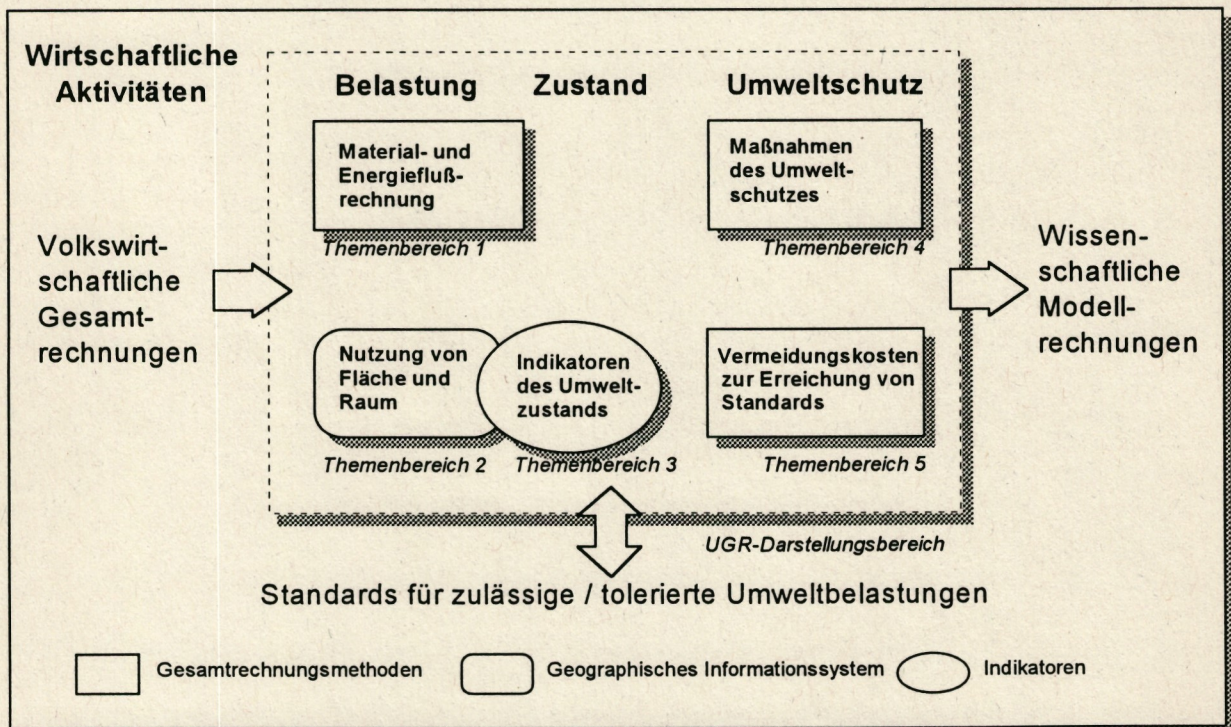 Wirtschaftliche
Aktivitäten
Belastung Zustand Umweltschutz
Material- und
Energiefluß-
rechnung
Themenbereich 1
Maßnahmen
des Umwelt-
schutzes
Themenbereich 4
Volkswirt-
schaftliche
Gesamt-
rechnungen
Wissen-
schaftliche
Modell-
rechnungen
Nutzung von
Fläche und
Raum
Themenbereich 2
Indikatoren
des Umwelt-
zustands
Themenbereich 3
Vermeidungskosten
zur Erreichung von
Standards
Themenbereich 5
UGR-Darstellungsbereich
Standards für zulässige / tolerierte Umweltbelastungen
Gesamtrechnungsmethoden Geographisches Informationssystem Indikatoren